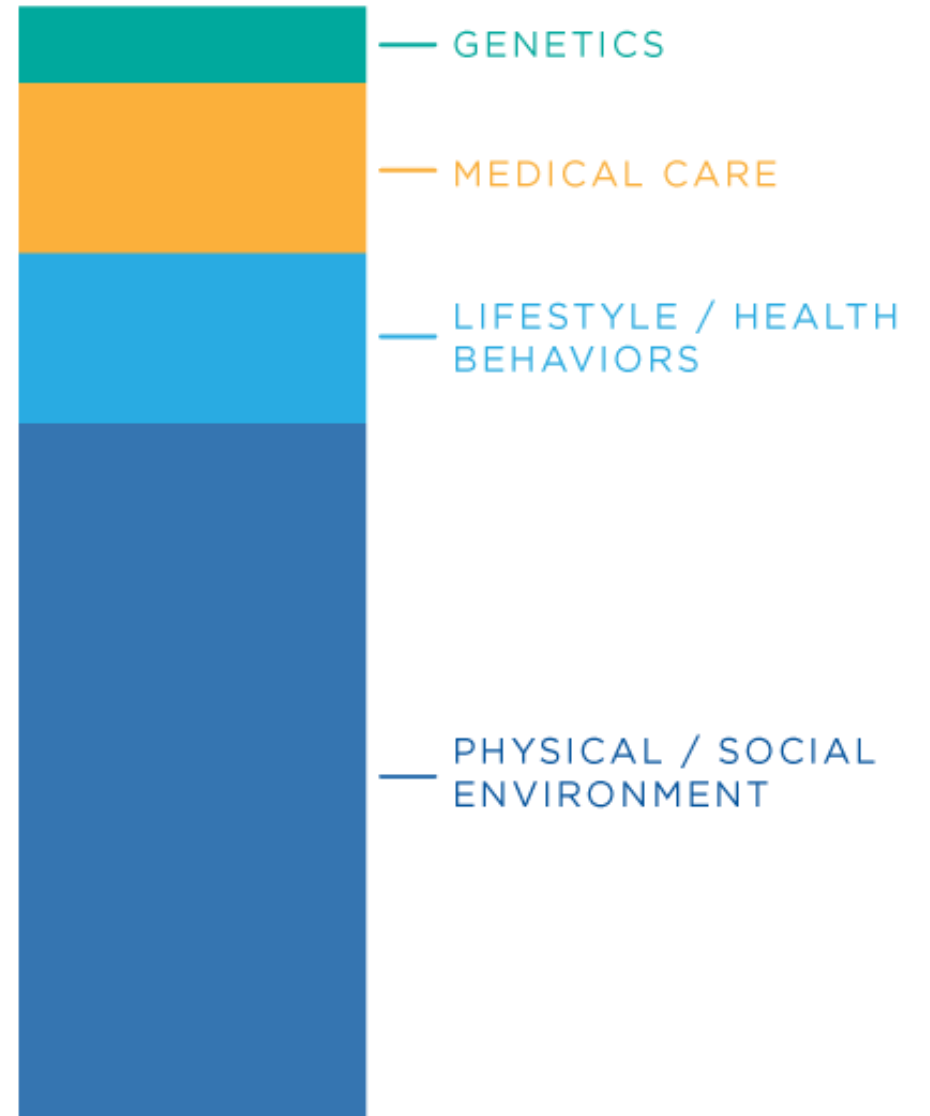 GENETICS
MEDICAL CARE
LIFESTYLE / HEALTH
BEHAVIORS
PHYSICAL / SOCIAL
ENVIRONMENT